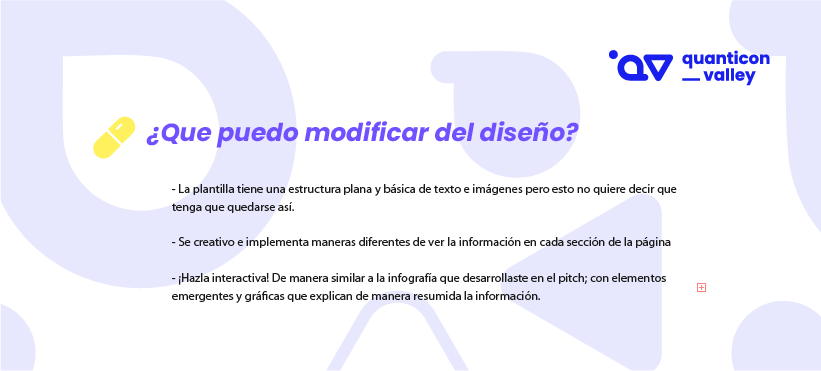 quanticon
_valley
¿Que puedo modificar del diseño?
- La plantilla tiene una estructura plana y básica de texto e imágenes pero esto no quiere decir que
tenga que quedarse así.
- Se creativo e implementa maneras diferentes de ver la información en cada sección de la página
- ¡Hazla interactiva! De manera similar a la infografía que desarrollaste en el pitch; con elementos
emergentes y gráficas que explican de manera resumida la información.